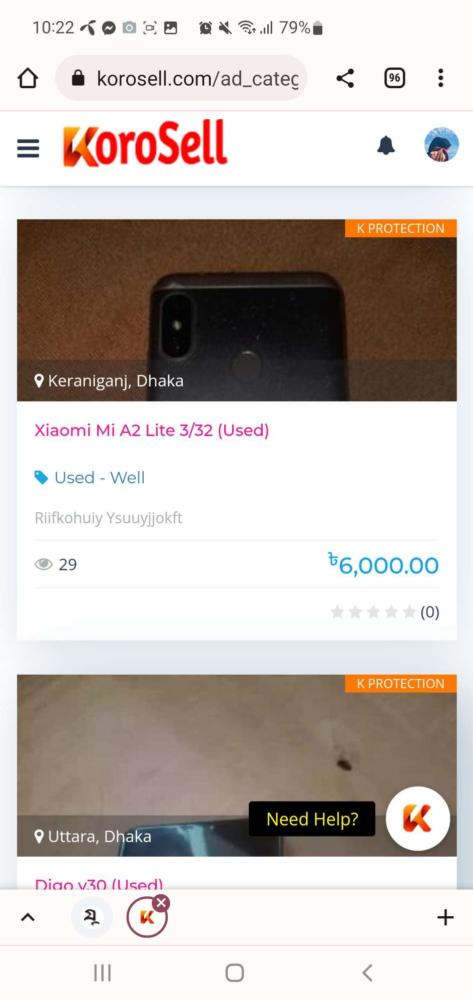 10:22
79%
korosell.com/ad_categ
96
KoroSell
K PROTECTION
Keraniganj, Dhaka
Xiaomi Mi A2 Lite 3/32 (Used)
Used - Well
Riifkohuiy Ysuuyjjokft
29
৳6,000.00
(0)
K PROTECTION
Need Help?
Uttara, Dhaka
Digo v30 (Used)